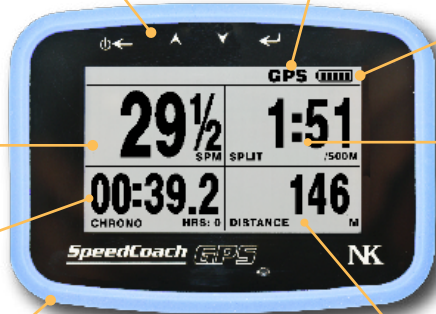 GPS
29½ SPM
1:51 SPLIT /500M
00:39.2 CHRONO HRS: 0
146 DISTANCE M
SpeedCoach GPS NK